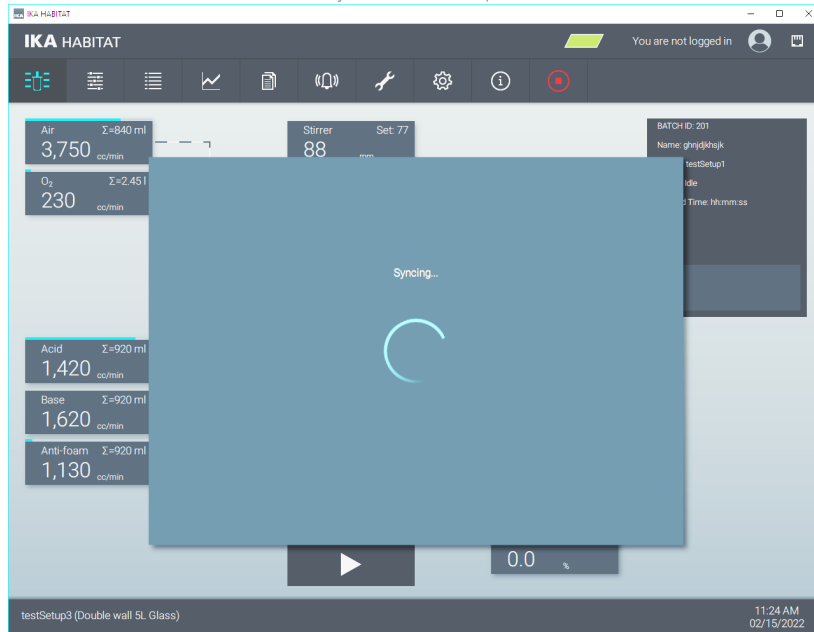 IKA HABITAT
IKA HABITAT
You are not logged in
Air Σ=840 ml
3,750 cc/min
O₂ Σ=2.45 l
230 cc/min
Stirrer Set: 77
88
BATCH ID: 201
Name: ghnjdjkhsjk
testSetup1
Idle
Time: hh:mm:ss
Syncing...
Acid Σ=920 ml
1,420 cc/min
Base Σ=920 ml
1,620 cc/min
Anti-foam Σ=920 ml
1,130 cc/min
0.0 %
testSetup3 (Double wall 5L Glass)
11:24 AM
02/15/2022